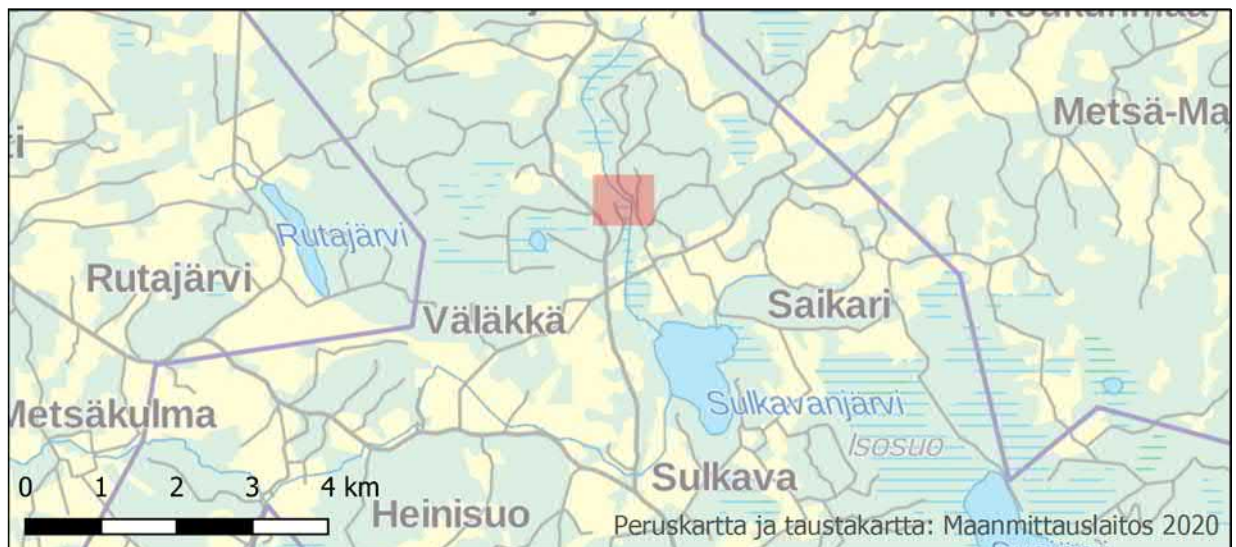 Metsä-Ma
Rutajärvi
Rutajärvi
Väläkkä
Saikari
Sulkavanjärvi
Metsäkulma
Isosuo
Sulkava
0 1 2 3 4 km
Heinisuo
Peruskartta ja taustakartta: Maanmittauslaitos 2020